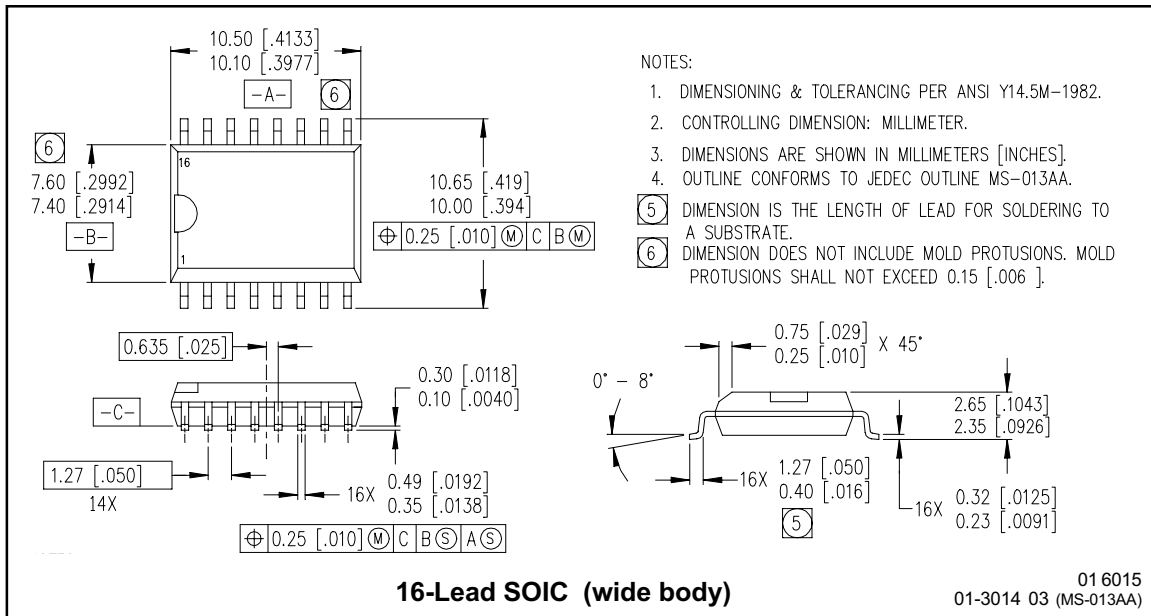 10.50 [.4133]
10.10 [.3977]
-A-
6
6
7.60 [.2992]
7.40 [.2914]
-B-
16
1
10.65 [.419]
10.00 [.394]
⌖ 0.25 [.010] Ⓜ C B Ⓜ
NOTES:
1. DIMENSIONING & TOLERANCING PER ANSI Y14.5M-1982.
2. CONTROLLING DIMENSION: MILLIMETER.
3. DIMENSIONS ARE SHOWN IN MILLIMETERS [INCHES].
4. OUTLINE CONFORMS TO JEDEC OUTLINE MS-013AA.
5 DIMENSION IS THE LENGTH OF LEAD FOR SOLDERING TO
A SUBSTRATE.
6 DIMENSION DOES NOT INCLUDE MOLD PROTUSIONS. MOLD
PROTUSIONS SHALL NOT EXCEED 0.15 [.006 ].
0.635 [.025]
-C-
0.30 [.0118]
0.10 [.0040]
1.27 [.050]
14X
16X 0.49 [.0192]
0.35 [.0138]
⌖ 0.25 [.010] Ⓜ C B Ⓢ A Ⓢ
0.75 [.029]
0.25 [.010]
X 45°
0° - 8°
2.65 [.1043]
2.35 [.0926]
16X 1.27 [.050]
0.40 [.016]
5
16X 0.32 [.0125]
0.23 [.0091]
16-Lead SOIC (wide body)
01 6015
01-3014 03 (MS-013AA)